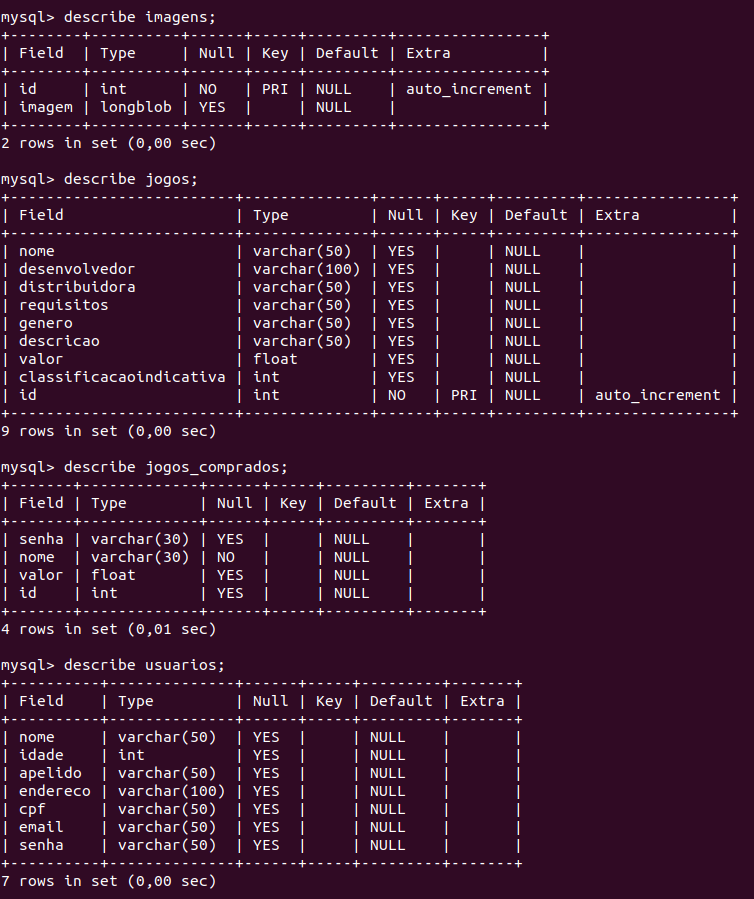 mysql> describe imagens;
+--------+----------+------+-----+---------+----------------+
| Field  | Type     | Null | Key | Default | Extra          |
+--------+----------+------+-----+---------+----------------+
| id     | int      | NO   | PRI | NULL    | auto_increment |
| imagem | longblob | YES  |     | NULL    |                |
+--------+----------+------+-----+---------+----------------+
2 rows in set (0,00 sec)

mysql> describe jogos;
+-------------------------+--------------+------+-----+---------+----------------+
| Field                   | Type         | Null | Key | Default | Extra          |
+-------------------------+--------------+------+-----+---------+----------------+
| nome                    | varchar(50)  | YES  |     | NULL    |                |
| desenvolvedor           | varchar(100) | YES  |     | NULL    |                |
| distribuidora           | varchar(50)  | YES  |     | NULL    |                |
| requisitos              | varchar(50)  | YES  |     | NULL    |                |
| genero                  | varchar(50)  | YES  |     | NULL    |                |
| descricao               | varchar(50)  | YES  |     | NULL    |                |
| valor                   | float        | YES  |     | NULL    |                |
| classificacaoindicativa | int          | YES  |     | NULL    |                |
| id                      | int          | NO   | PRI | NULL    | auto_increment |
+-------------------------+--------------+------+-----+---------+----------------+
9 rows in set (0,00 sec)

mysql> describe jogos_comprados;
+-------+-------------+------+-----+---------+-------+
| Field | Type        | Null | Key | Default | Extra |
+-------+-------------+------+-----+---------+-------+
| senha | varchar(30) | YES  |     | NULL    |       |
| nome  | varchar(30) | NO   |     | NULL    |       |
| valor | float       | YES  |     | NULL    |       |
| id    | int         | YES  |     | NULL    |       |
+-------+-------------+------+-----+---------+-------+
4 rows in set (0,01 sec)

mysql> describe usuarios;
+----------+--------------+------+-----+---------+-------+
| Field    | Type         | Null | Key | Default | Extra |
+----------+--------------+------+-----+---------+-------+
| nome     | varchar(50)  | YES  |     | NULL    |       |
| idade    | int          | YES  |     | NULL    |       |
| apelido  | varchar(50)  | YES  |     | NULL    |       |
| endereco | varchar(100) | YES  |     | NULL    |       |
| cpf      | varchar(50)  | YES  |     | NULL    |       |
| email    | varchar(50)  | YES  |     | NULL    |       |
| senha    | varchar(50)  | YES  |     | NULL    |       |
+----------+--------------+------+-----+---------+-------+
7 rows in set (0,00 sec)